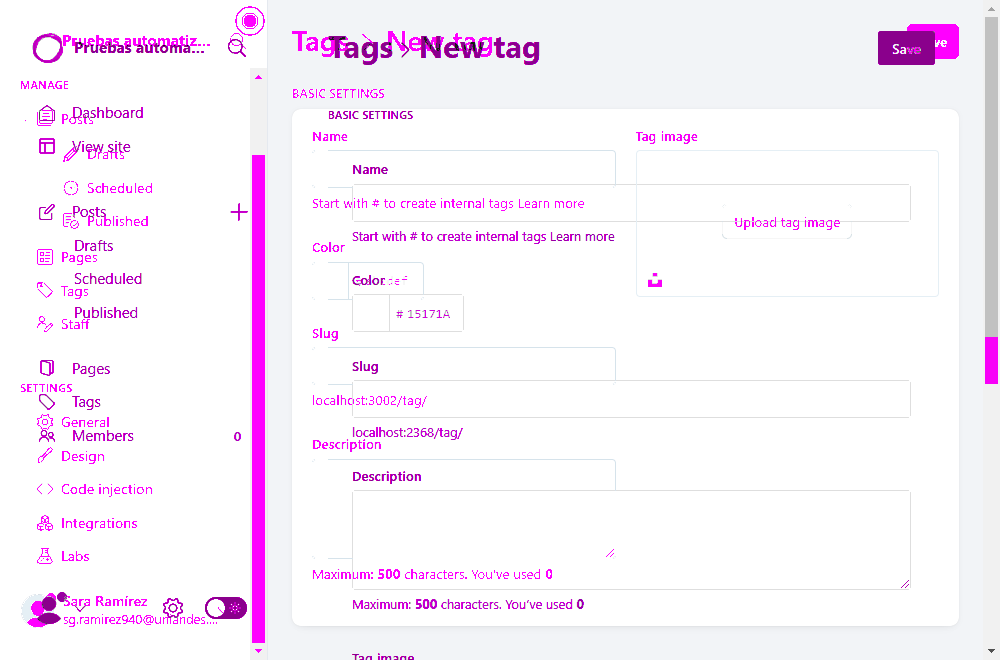 Pruebas automatiz...
Pruebas automa...
MANAGE
Dashboard
Posts
View site
Drafts
Scheduled
Posts
Published
Drafts
Pages
Scheduled
Tags
Published
Staff
Pages
SETTINGS
Tags
General
Members 0
Design
Code injection
Integrations
Labs
Sara Ramírez
sg.ramirez940@uniandes....
Tags New tag
Tags New tag
Save
BASIC SETTINGS
BASIC SETTINGS
Name
Tag image
Name
Start with # to create internal tags Learn more
Upload tag image
Start with # to create internal tags Learn more
Color
Color
# 15171A
Slug
Slug
localhost:3002/tag/
localhost:2368/tag/
Description
Description
Maximum: 500 characters. You've used 0
Maximum: 500 characters. You've used 0
Tag image